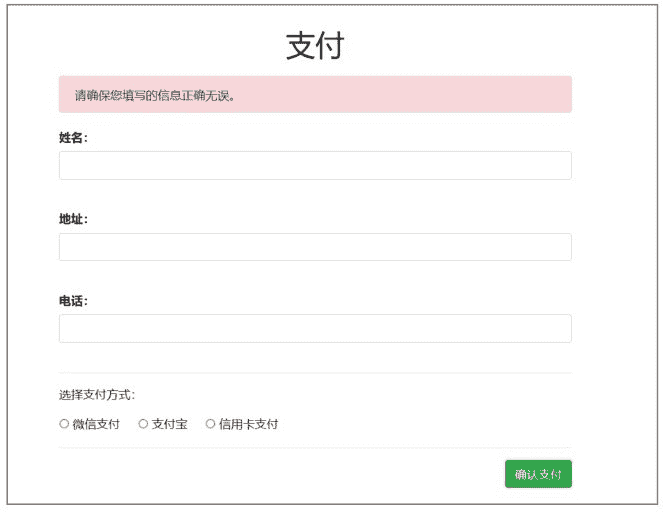 支付
请确保您填写的信息正确无误。
姓名：
地址：
电话：
选择支付方式：
微信支付 支付宝 信用卡支付
确认支付